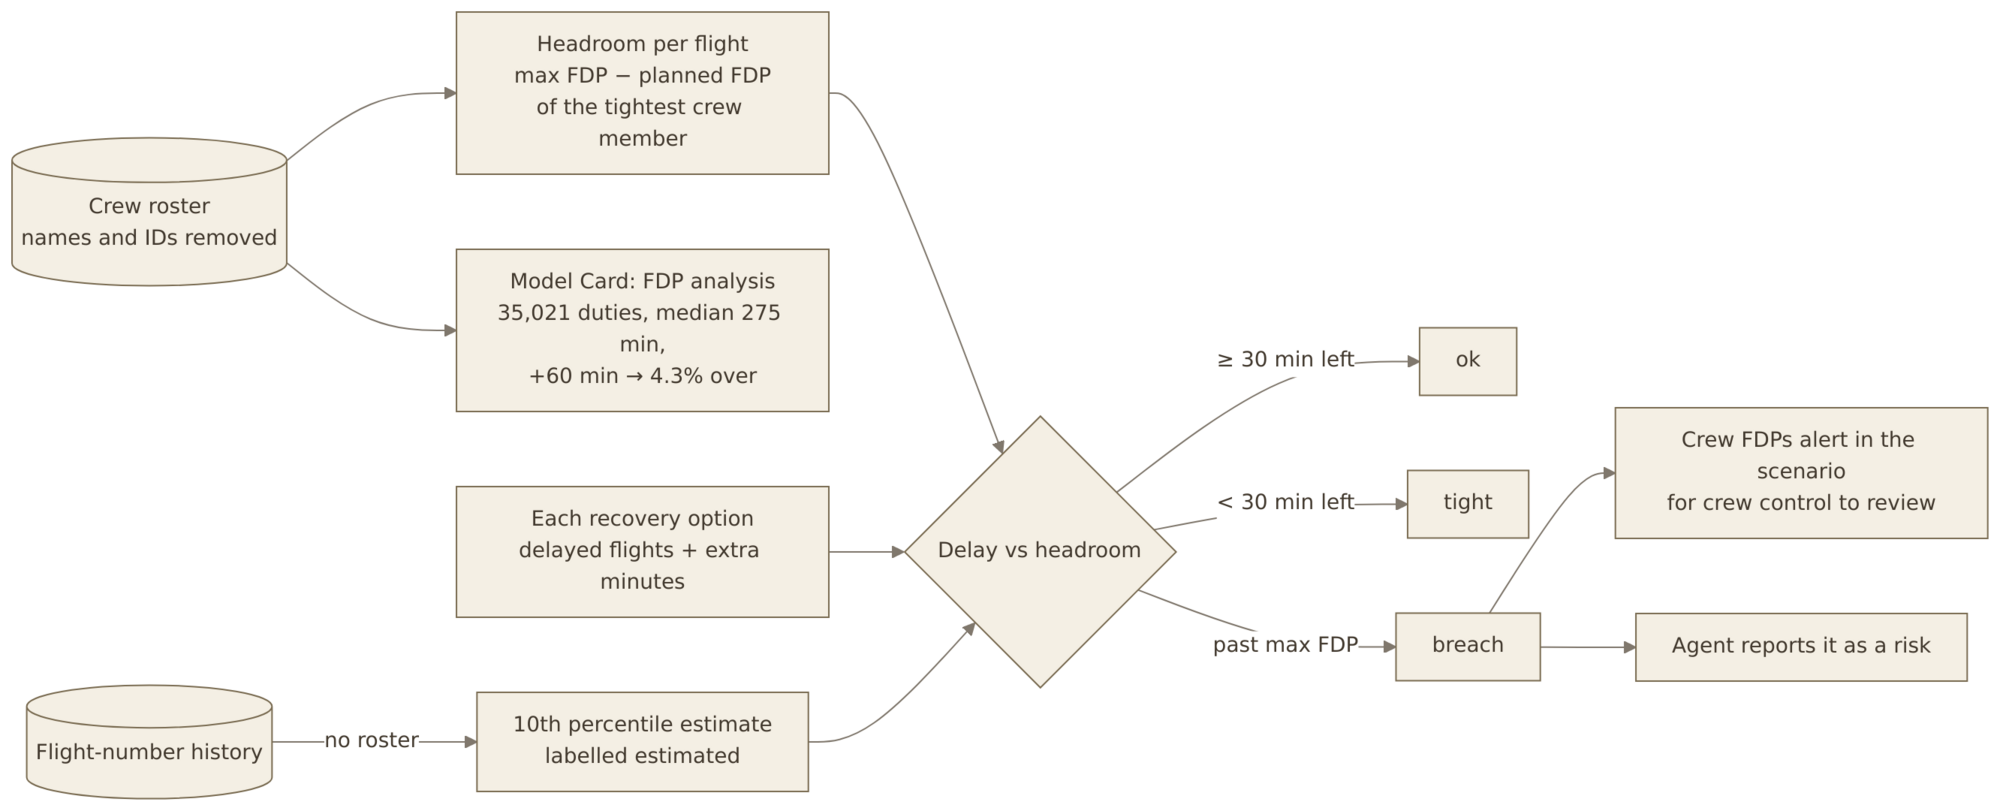 Headroom per flight
max FDP − planned FDP
of the tightest crew
member
Crew roster
names and IDs removed
Model Card: FDP analysis
35,021 duties, median 275
min,
+60 min → 4.3% over
≥ 30 min left
ok
Crew FDPs alert in the
scenario
for crew control to review
< 30 min left
tight
Each recovery option
delayed flights + extra
minutes
Delay vs headroom
past max FDP
breach
Agent reports it as a risk
Flight-number history
no roster
10th percentile estimate
labelled estimated